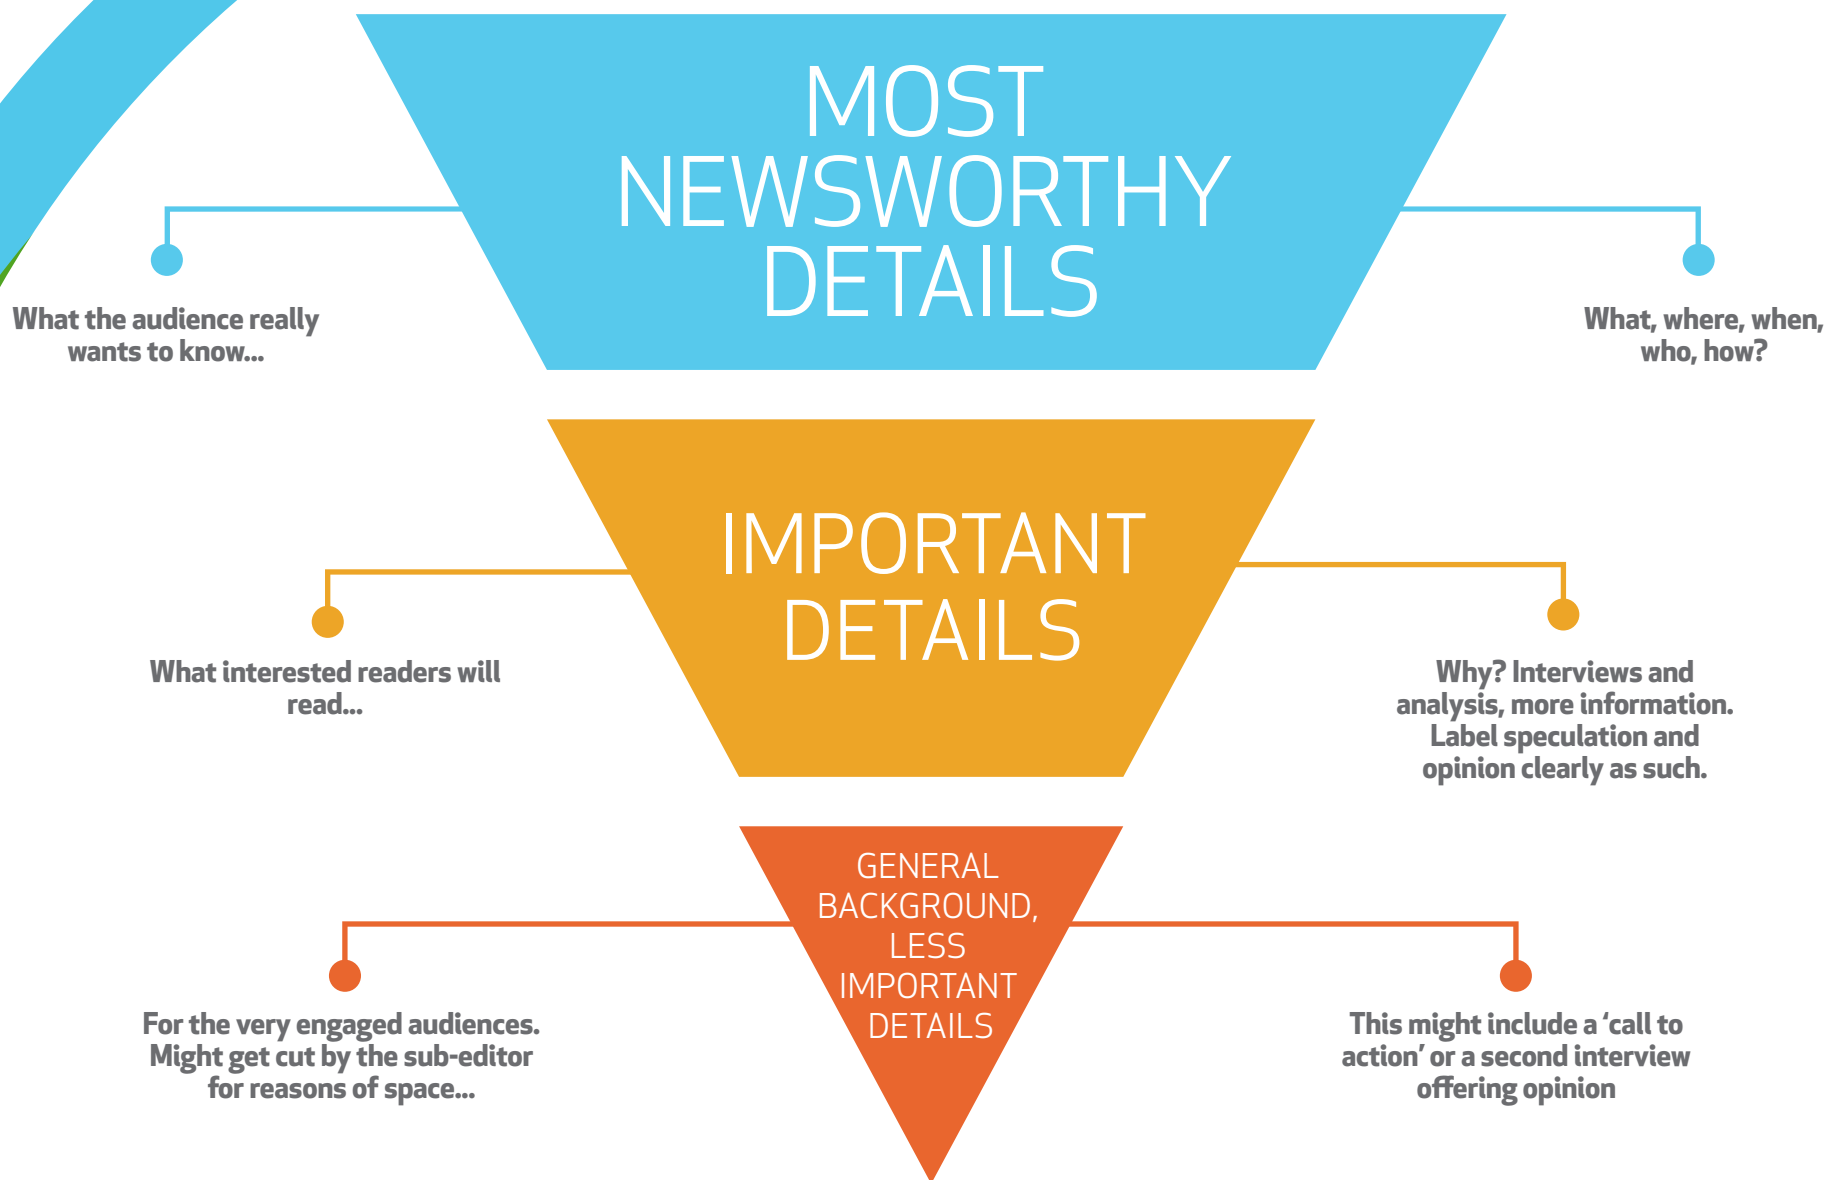 MOST
NEWSWORTHY
DETAILS
What the audience really
wants to know...
What, where, when,
who, how?
IMPORTANT
DETAILS
What interested readers will
read...
Why? Interviews and
analysis, more information.
Label speculation and
opinion clearly as such.
GENERAL
BACKGROUND,
LESS
IMPORTANT
DETAILS
For the very engaged audiences.
Might get cut by the sub-editor
for reasons of space...
This might include a ‘call to
action’ or a second interview
offering opinion